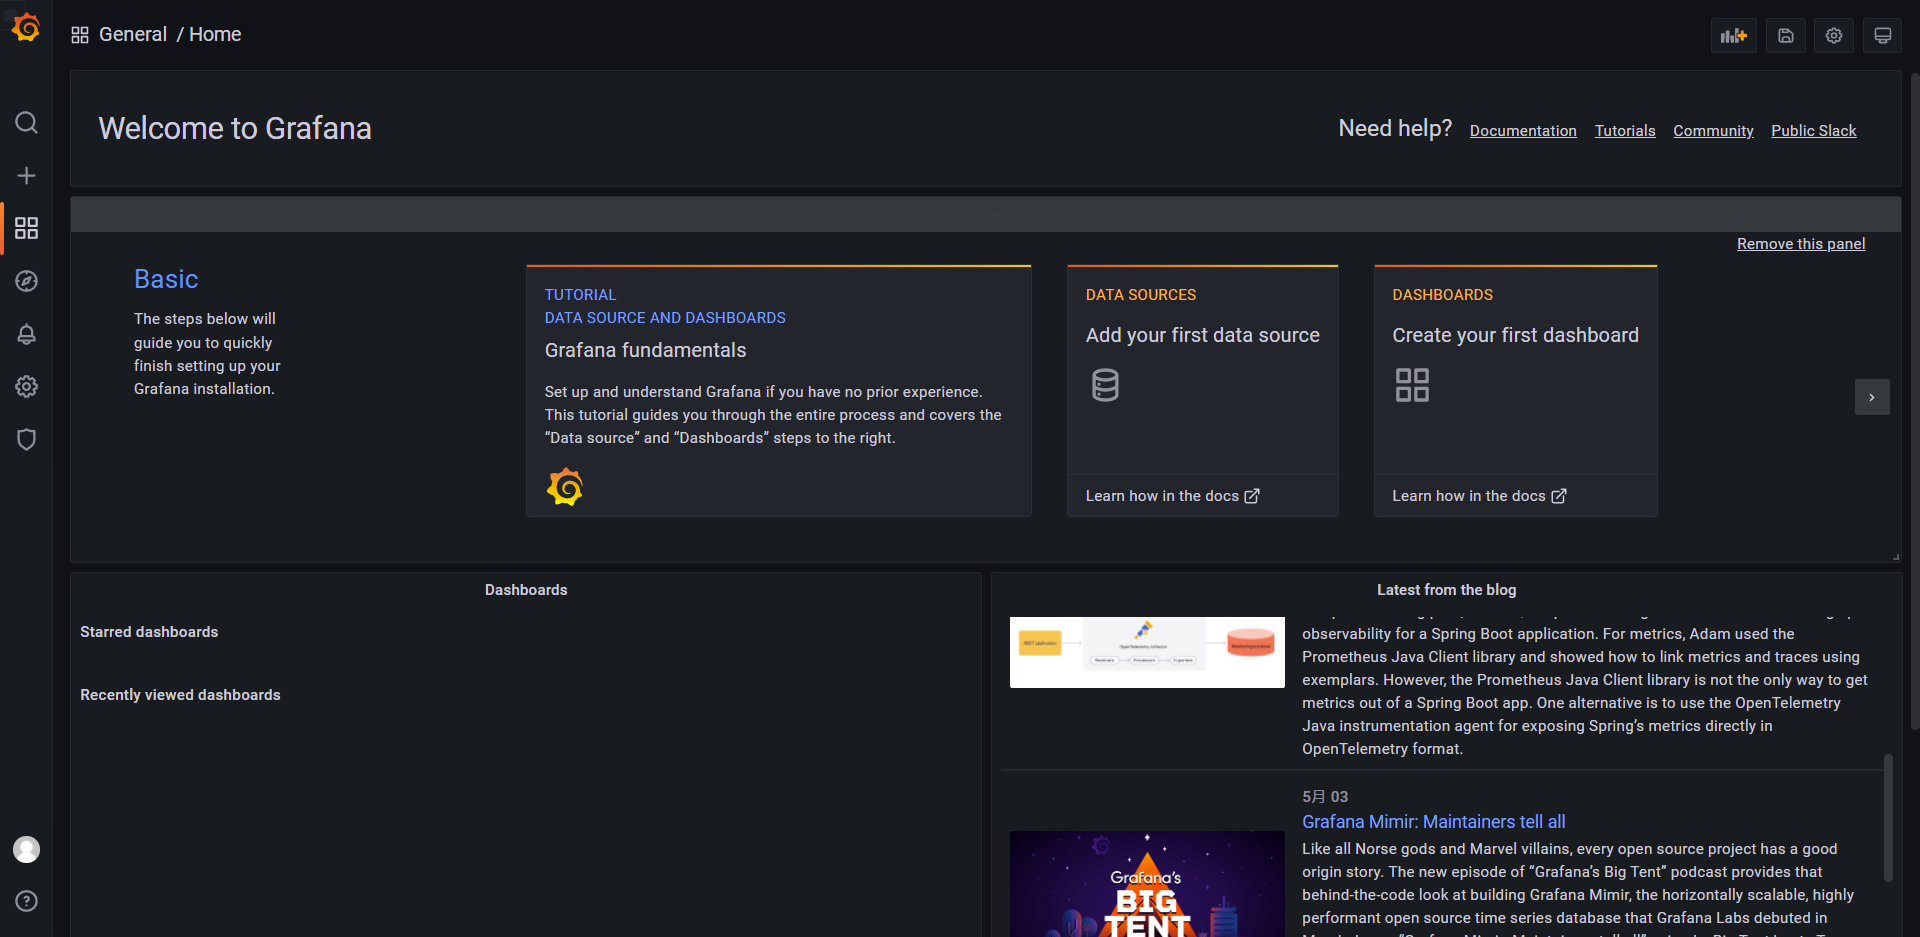 General / Home
Welcome to Grafana
Need help? Documentation Tutorials Community Public Slack
Remove this panel
Basic
The steps below will
guide you to quickly
finish setting up your
Grafana installation.
TUTORIAL
DATA SOURCE AND DASHBOARDS
Grafana fundamentals
Set up and understand Grafana if you have no prior experience.
This tutorial guides you through the entire process and covers the
“Data source” and “Dashboards” steps to the right.
DATA SOURCES
Add your first data source
Learn how in the docs
DASHBOARDS
Create your first dashboard
Learn how in the docs
Dashboards
Starred dashboards
Recently viewed dashboards
Latest from the blog
observability for a Spring Boot application. For metrics, Adam used the
Prometheus Java Client library and showed how to link metrics and traces using
exemplars. However, the Prometheus Java Client library is not the only way to get
metrics out of a Spring Boot app. One alternative is to use the OpenTelemetry
Java instrumentation agent for exposing Spring’s metrics directly in
OpenTelemetry format.
5月 03
Grafana Mimir: Maintainers tell all
Like all Norse gods and Marvel villains, every open source project has a good
origin story. The new episode of “Grafana’s Big Tent” podcast provides that
behind-the-code look at building Grafana Mimir, the horizontally scalable, highly
performant open source time series database that Grafana Labs debuted in
Grafana's
BIG
TENT